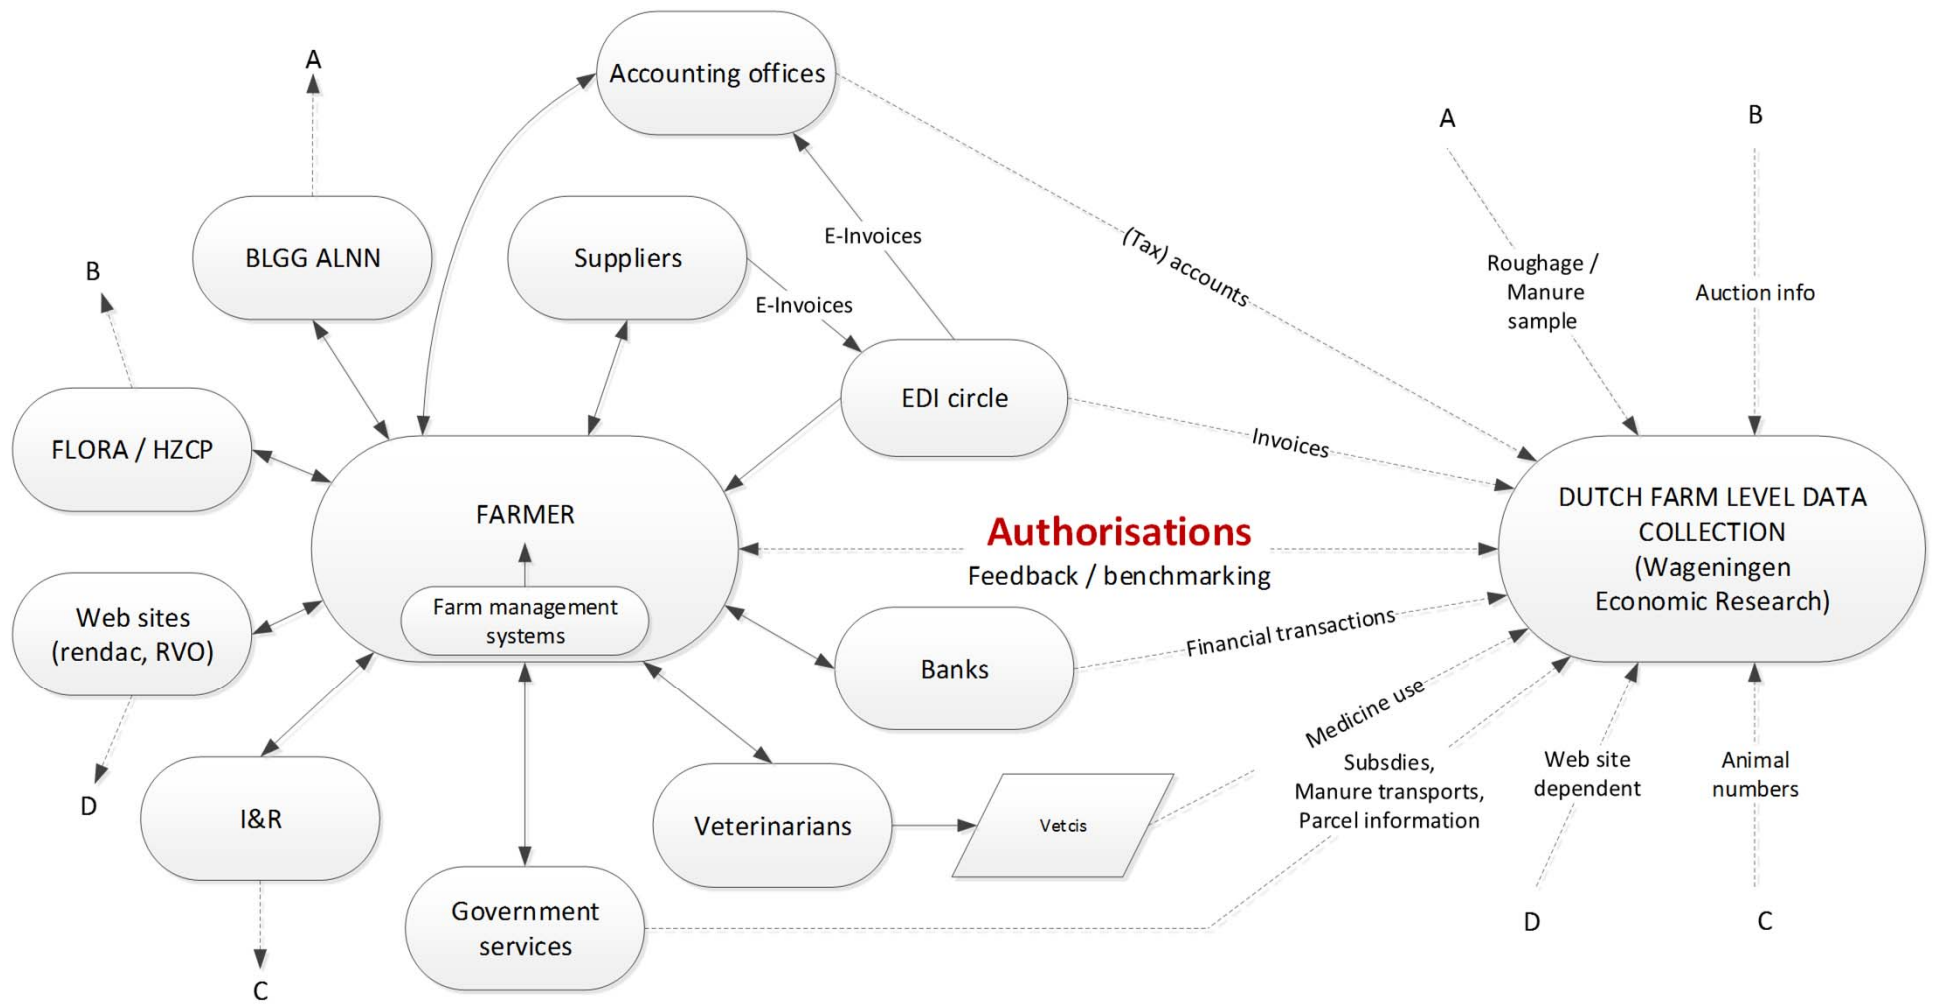 Accounting offices
A
A
B
BLGG ALNN
Suppliers
E-Invoices
E-Invoices
(Tax) accounts
Roughage /
Manure
sample
Auction info
B
FLORA / HZCP
EDI circle
Invoices
FARMER
Farm management
systems
Authorisations
Feedback / benchmarking
DUTCH FARM LEVEL DATA
COLLECTION
(Wageningen
Economic Research)
Web sites
(rendac, RVO)
D
Banks
Financial transactions
Medicine use
Subsdies,
Manure transports,
Parcel information
Web site
dependent
Animal
numbers
I&R
Veterinarians
Vetcis
Government
services
C
D
C